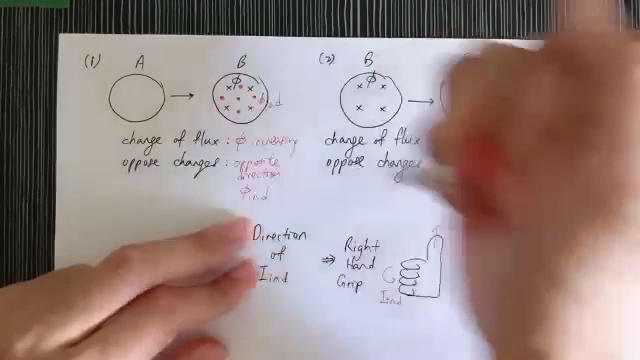 (1) A B
ϕ
ϕind
change of flux : ϕ increasing
oppose changes : opposite
direction
ϕind
(2) B
ϕ
change of flux
oppose changes
Direction
of
Iind
⇒ Right
Hand
Grip
Iind